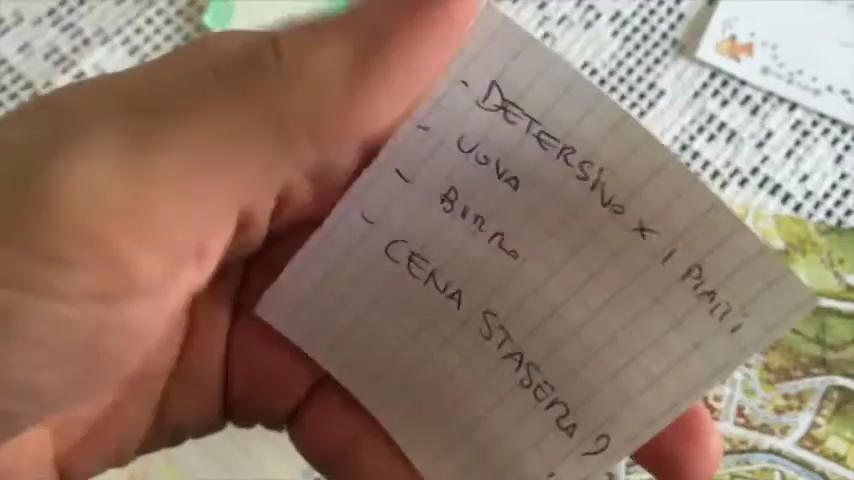 - DETERSIVO X I PIATTI
- UOVA
- BIRRA
- CENA STASERA?